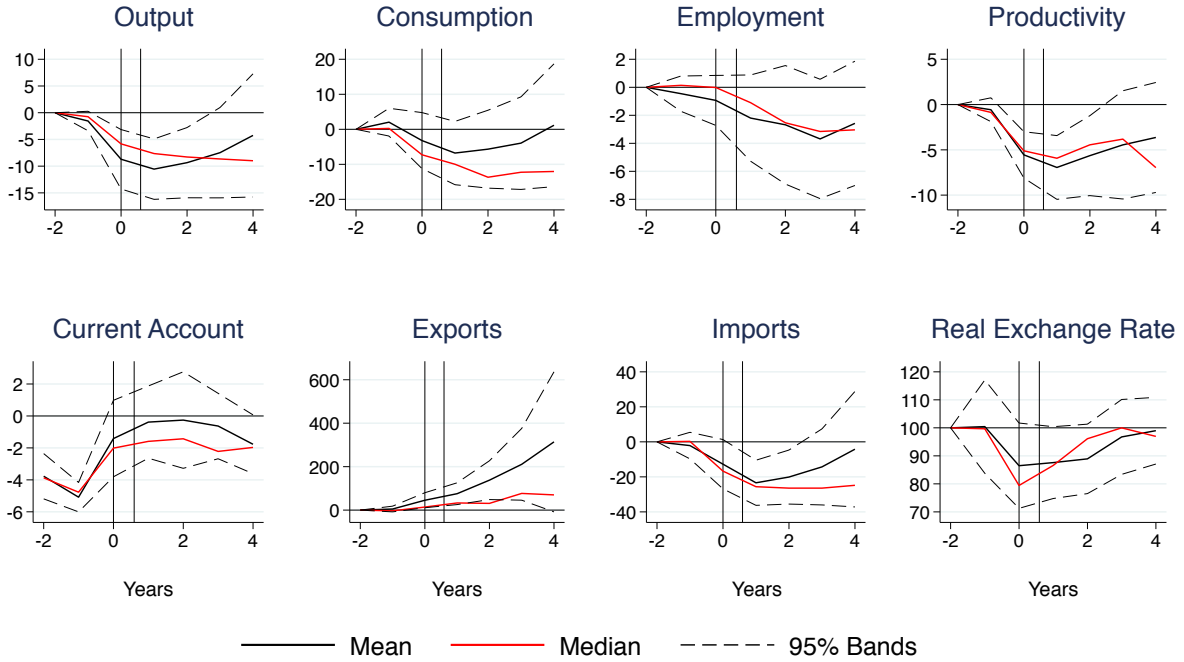 Output
10
5
0
-5
-10
-15
-2 0 2 4
Consumption
20
10
0
-10
-20
-2 0 2 4
Employment
2
0
-2
-4
-6
-8
-2 0 2 4
Productivity
5
0
-5
-10
-2 0 2 4
Current Account
2
0
-2
-4
-6
-2 0 2 4
Years
Exports
600
400
200
0
-2 0 2 4
Years
Imports
40
20
0
-20
-40
-2 0 2 4
Years
Real Exchange Rate
120
110
100
90
80
70
-2 0 2 4
Years
Mean Median 95% Bands